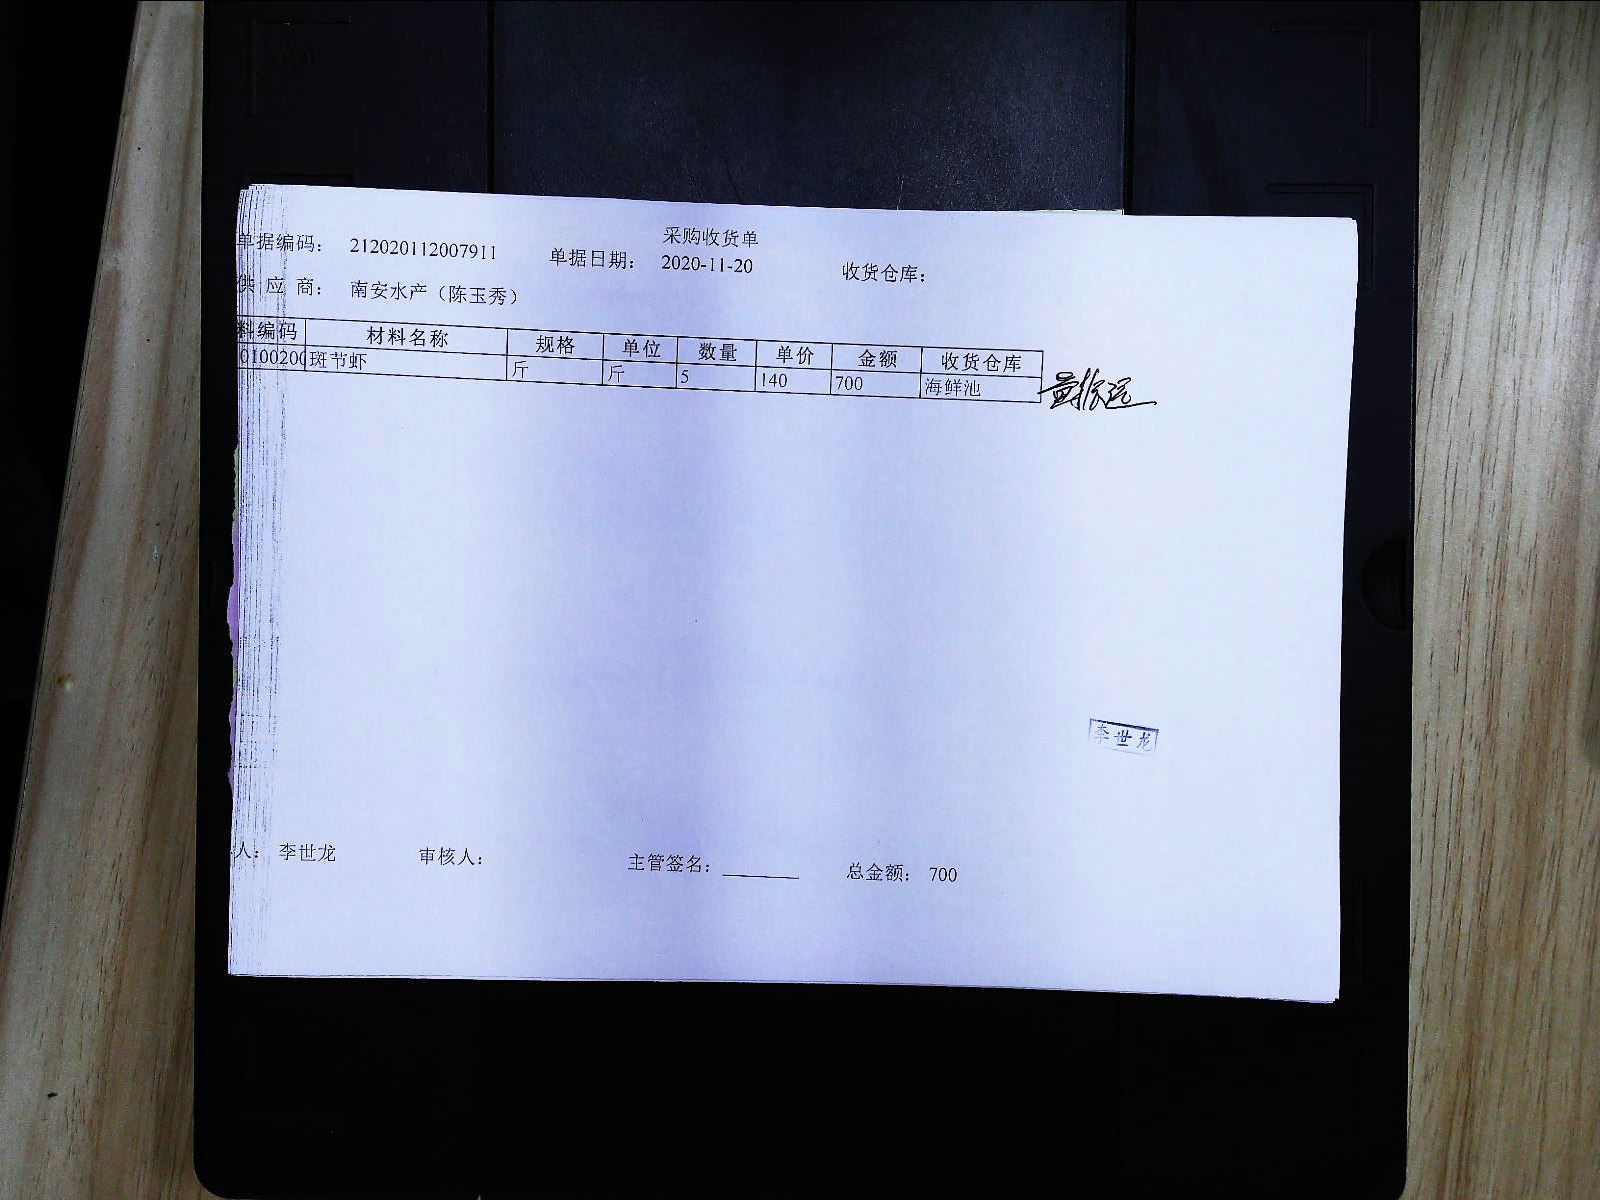 采购收货单
单据编码： 212020112007911 单据日期： 2020-11-20 收货仓库：
供 应 商： 南安水产（陈玉秀）
料编码 材料名称 规格 单位 数量 单价 金额 收货仓库
0100200 斑节虾 斤 斤 5 140 700 海鲜池
李世龙
人： 李世龙 审核人： 主管签名： 总金额： 700